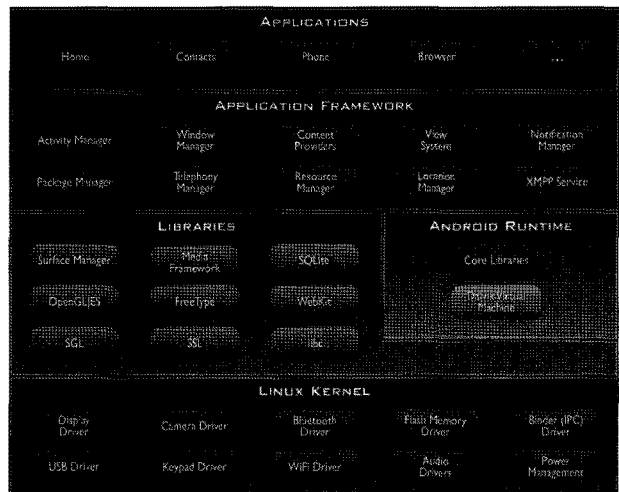 APPLICATIONS
Home
Contacts
Phone
Browser
...
APPLICATION FRAMEWORK
Activity Manager
Window
Manager
Content
Providers
View
System
Notification
Manager
Package Manager
Telephony
Manager
Resource
Manager
Location
Manager
XMPP Service
LIBRARIES
Surface Manager
Media
Framework
SQLite
OpenGL|ES
FreeType
WebKit
SGL
SSL
libc
ANDROID RUNTIME
Core Libraries
Dalvik Virtual
Machine
LINUX KERNEL
Display
Driver
Camera Driver
Bluetooth
Driver
Flash Memory
Driver
Binder (IPC)
Driver
USB Driver
Keypad Driver
WiFi Driver
Audio
Drivers
Power
Management